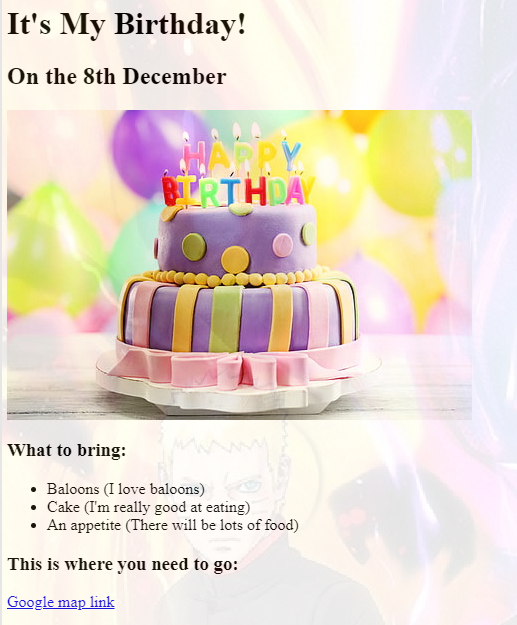 It's My Birthday!
On the 8th December
HAPPY
BIRTHDAY
What to bring:
Baloons (I love baloons)
Cake (I'm really good at eating)
An appetite (There will be lots of food)
This is where you need to go:
Google map link